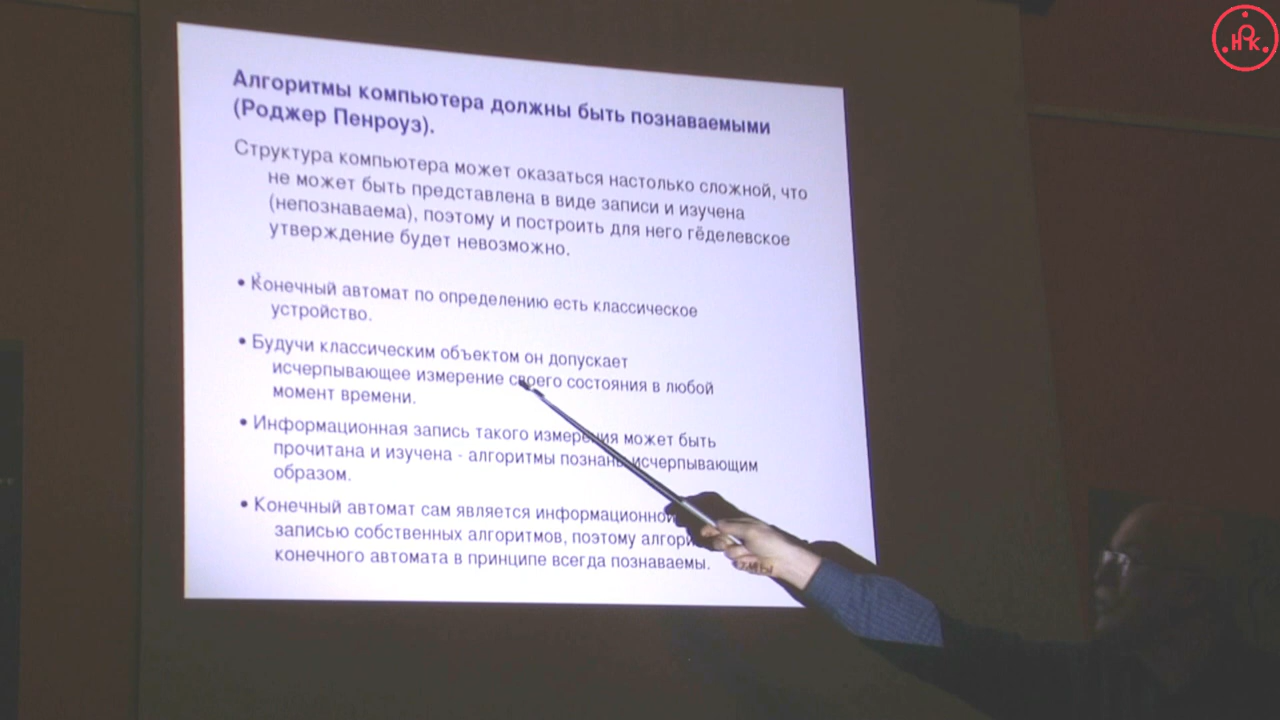 Алгоритмы компьютера должны быть познаваемыми
(Роджер Пенроуз).
Структура компьютера может оказаться настолько сложной, что
не может быть представлена в виде записи и изучена
(непознаваема), поэтому и построить для него гёделевское
утверждение будет невозможно.
• Конечный автомат по определению есть классическое
устройство.
• Будучи классическим объектом он допускает
исчерпывающее измерение своего состояния в любой
момент времени.
• Информационная запись такого измерения может быть
прочитана и изучена - алгоритмы познаны исчерпывающим
образом.
• Конечный автомат сам является информационной
записью собственных алгоритмов, поэтому алгоритмы
конечного автомата в принципе всегда познаваемы.